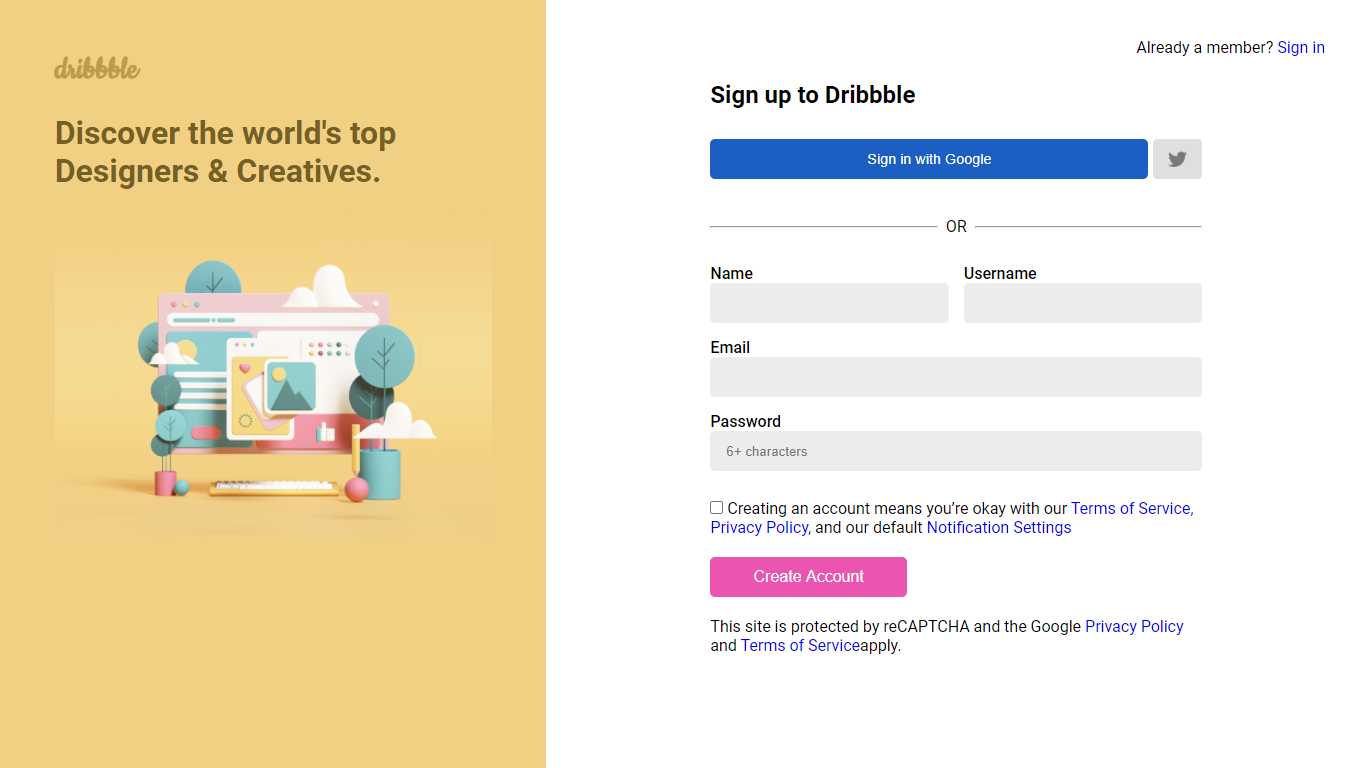 dribbble
Discover the world's top
Designers & Creatives.
Already a member? Sign in
Sign up to Dribbble
Sign in with Google
OR
Name
Username
Email
Password
6+ characters
Creating an account means you’re okay with our Terms of Service,
Privacy Policy, and our default Notification Settings
Create Account
This site is protected by reCAPTCHA and the Google Privacy Policy
and Terms of Serviceapply.